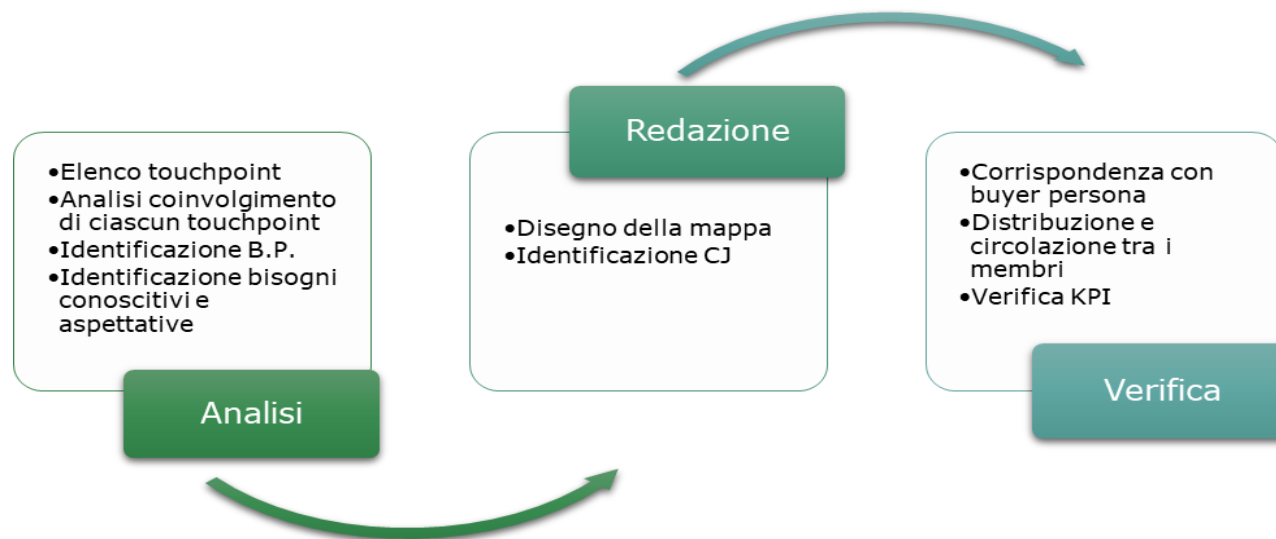 •Elenco touchpoint
•Analisi coinvolgimento
di ciascun touchpoint
•Identificazione B.P.
•Identificazione bisogni
conoscitivi e
aspettative
Analisi
Redazione
•Disegno della mappa
•Identificazione CJ
•Corrispondenza con
buyer persona
•Distribuzione e
circolazione tra i
membri
•Verifica KPI
Verifica